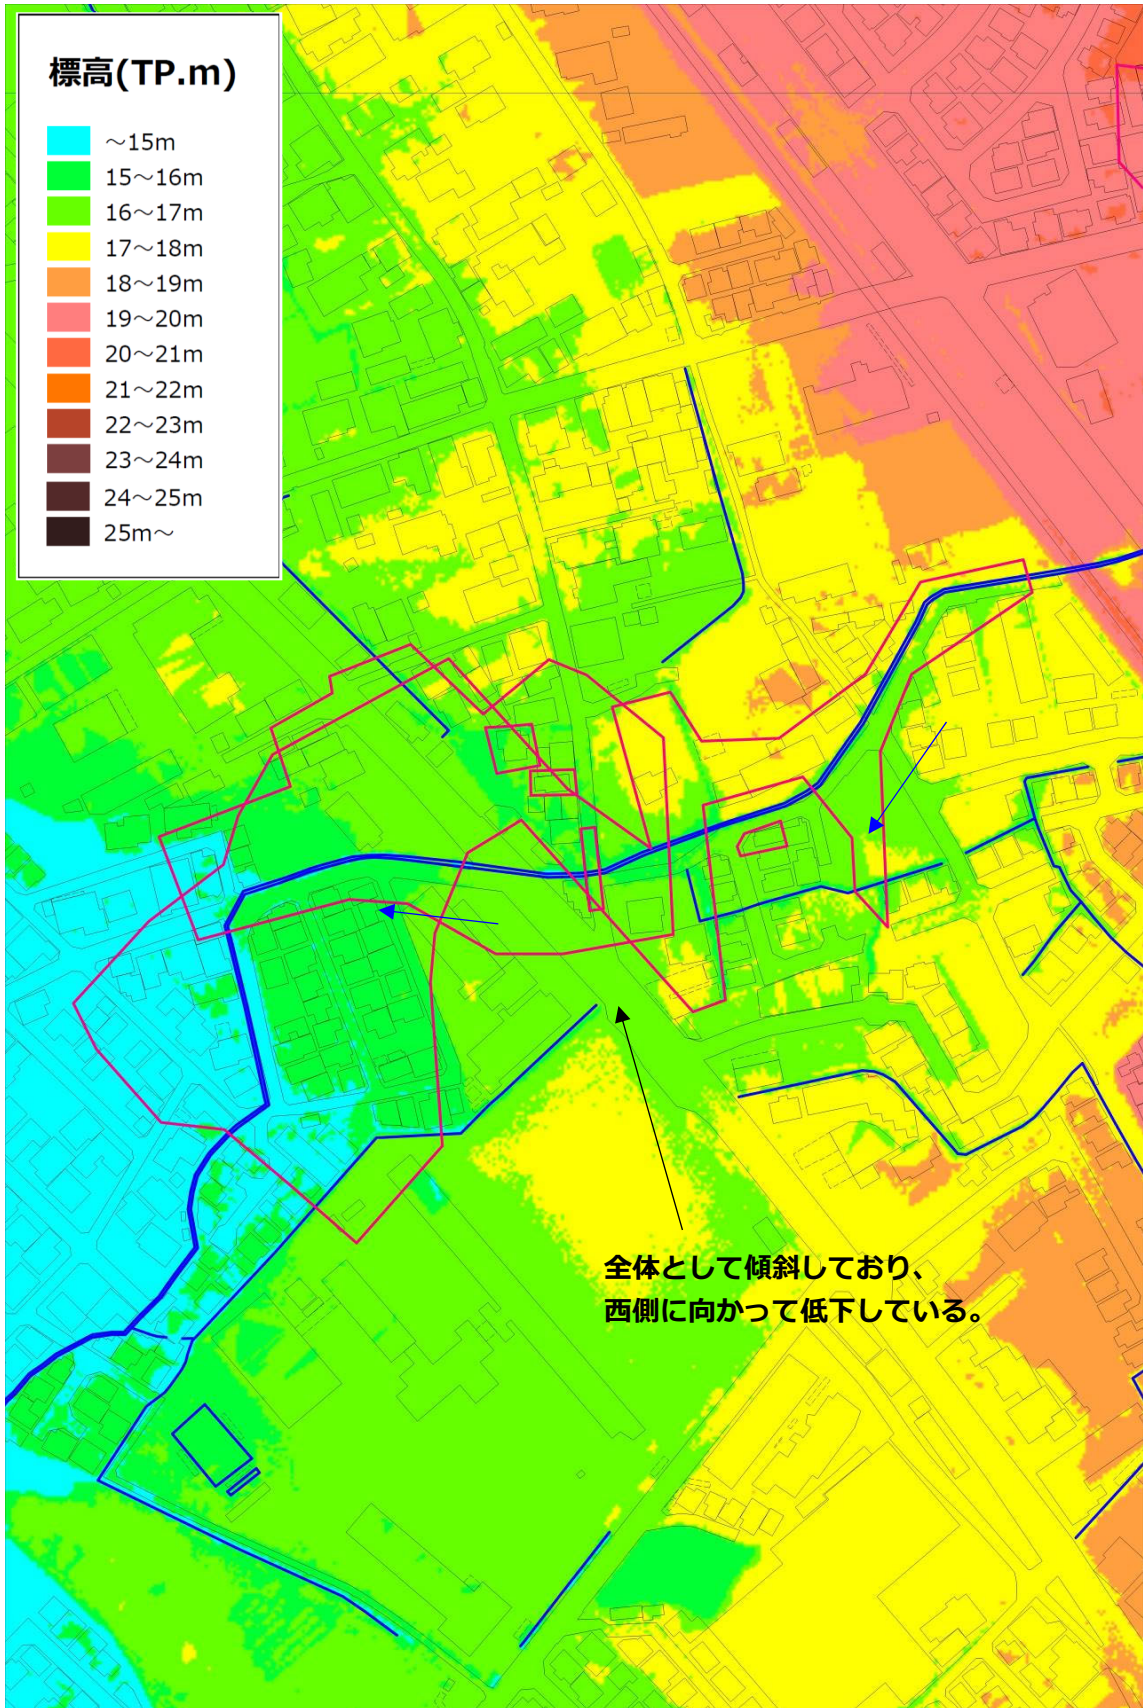 標高(TP.m)
～15m
15～16m
16～17m
17～18m
18～19m
19～20m
20～21m
21～22m
22～23m
23～24m
24～25m
25m～
全体として傾斜しており、
西側に向かって低下している。